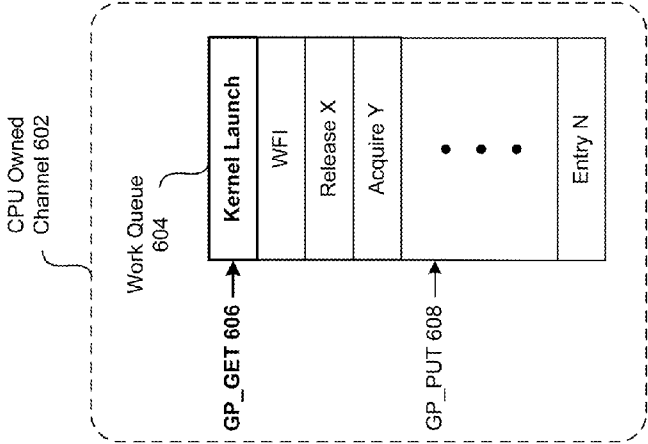 CPU Owned
Channel 602
Work Queue
604
GP_GET 606
Kernel Launch
WFI
Release X
Acquire Y
GP_PUT 608
Entry N